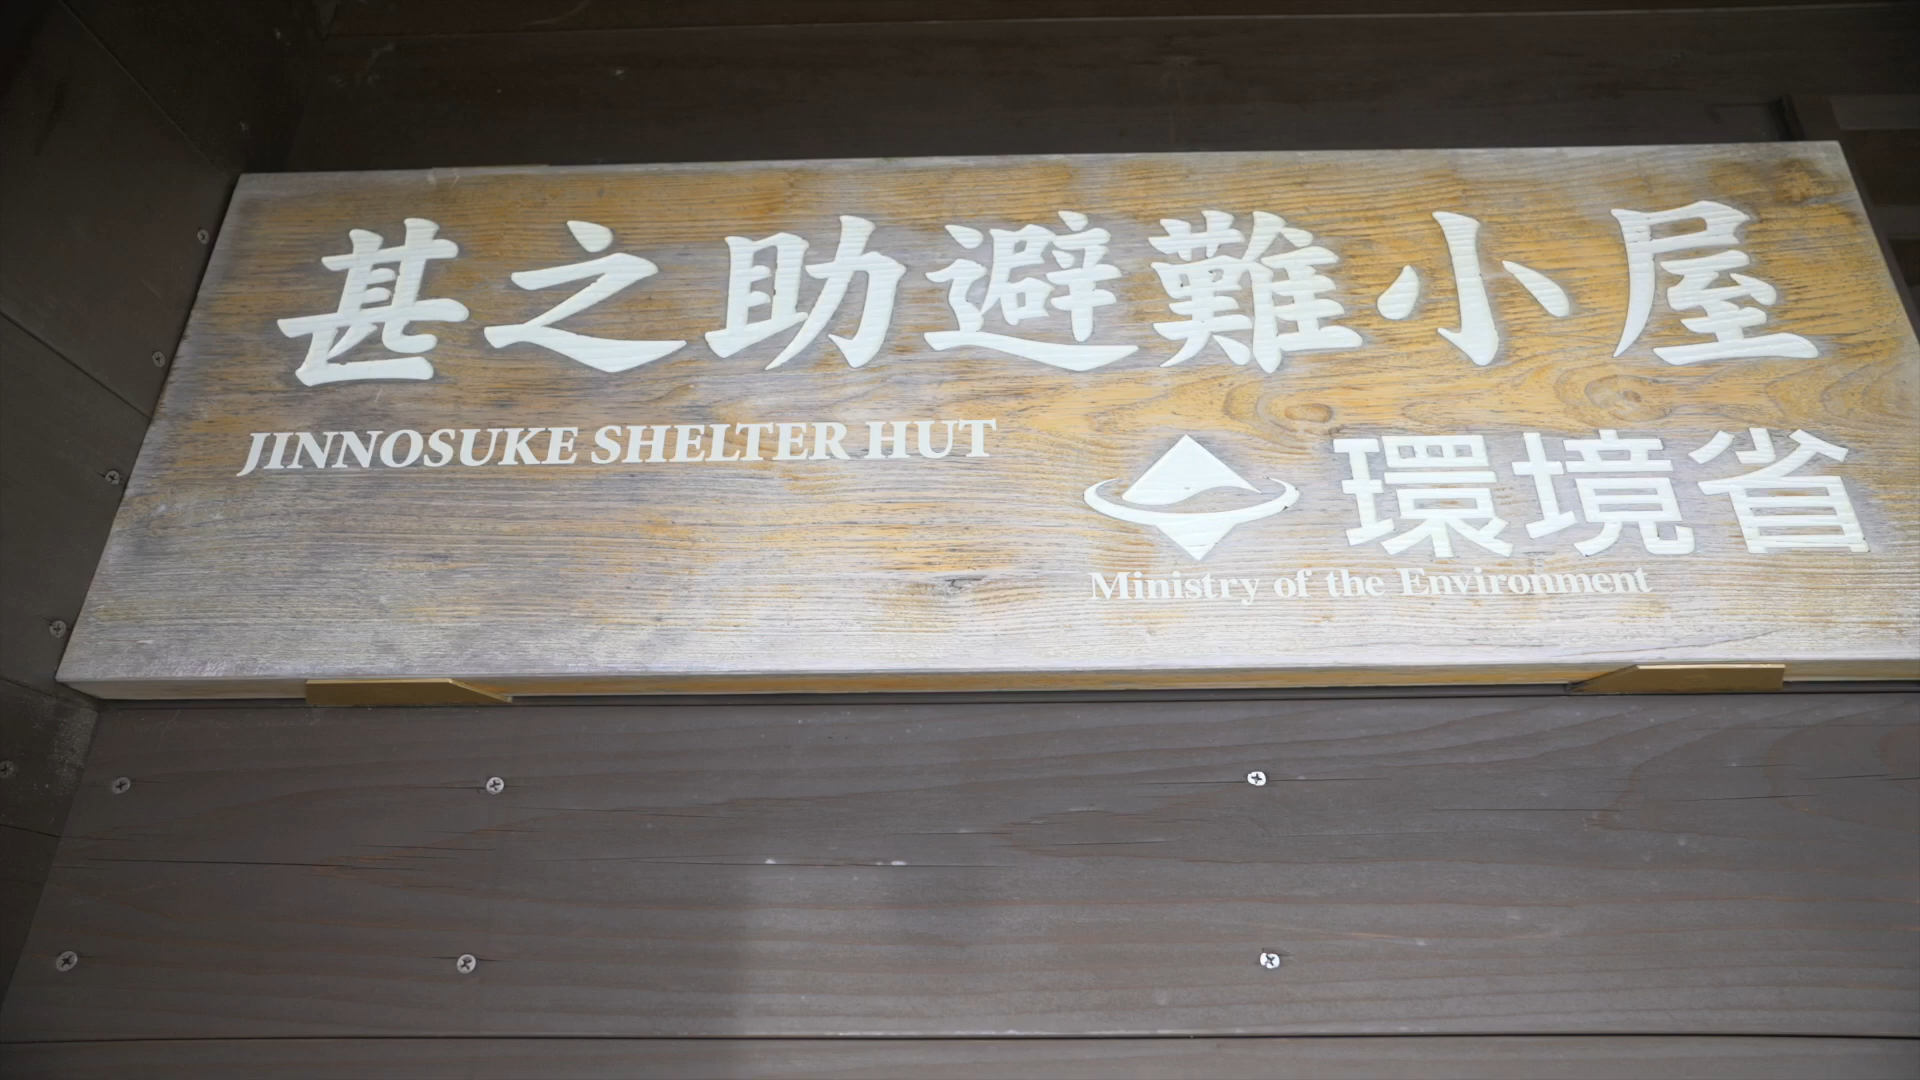 甚之助避難小屋
JINNOSUKE SHELTER HUT
環境省
Ministry of the Environment